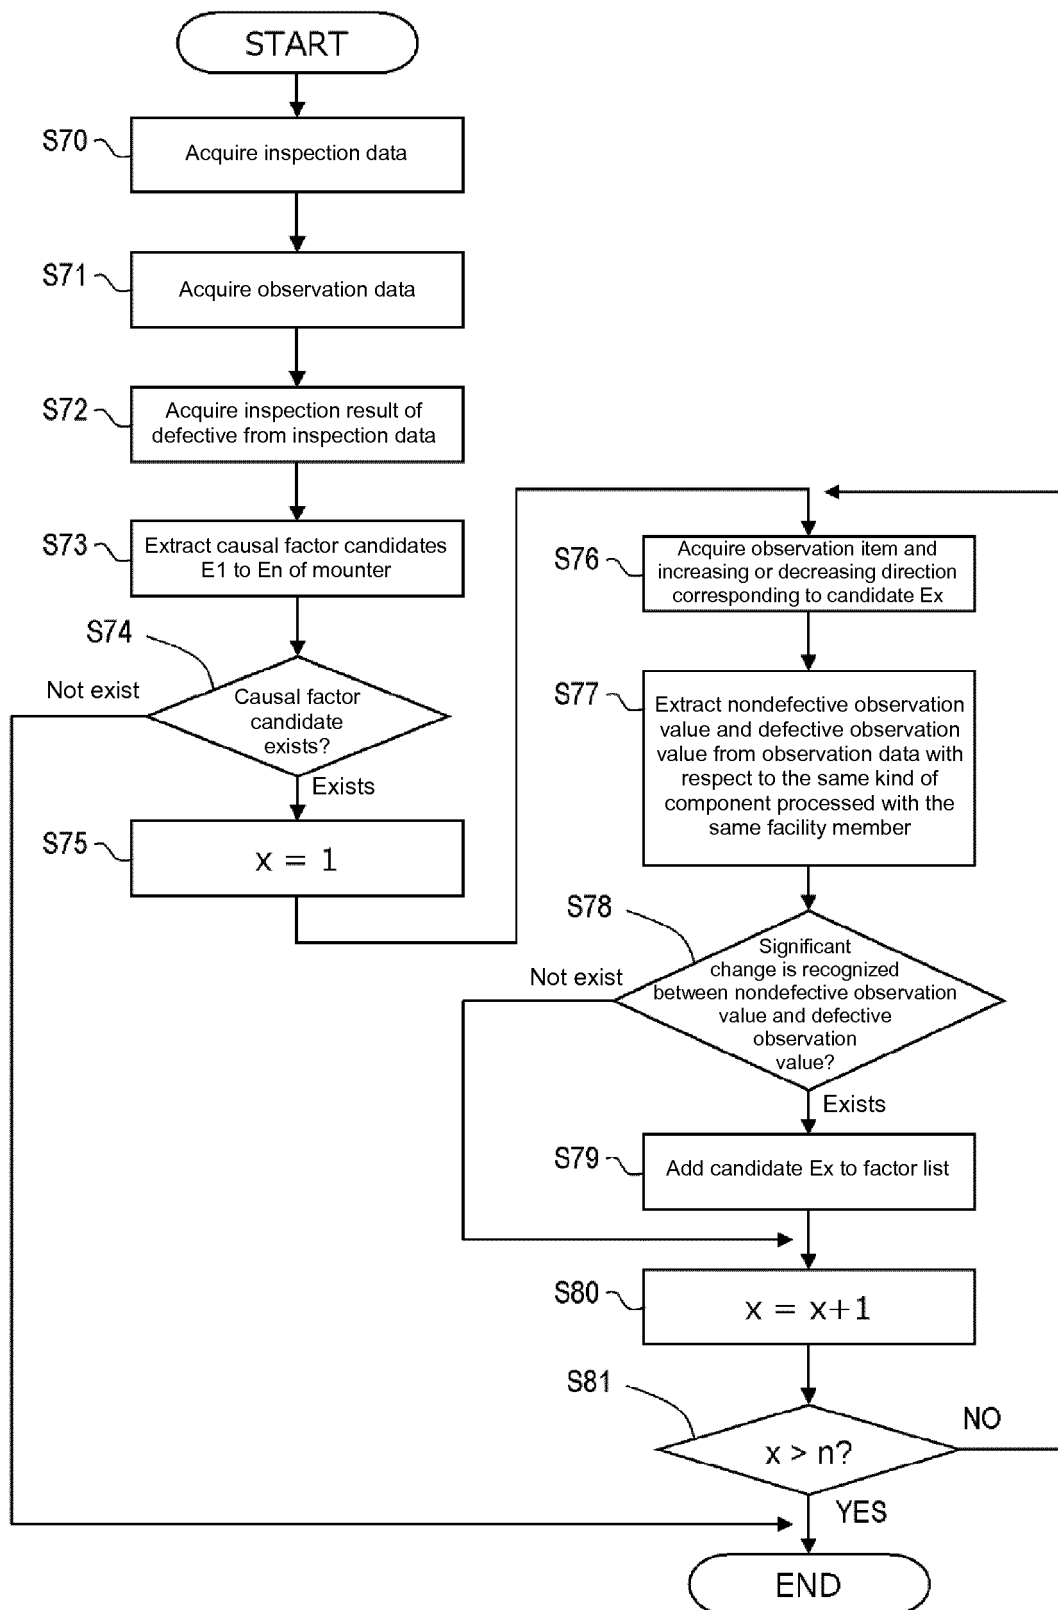 START
S70
Acquire inspection data
S71
Acquire observation data
S72
Acquire inspection result of
defective from inspection data
S73
Extract causal factor candidates
E1 to En of mounter
S74
Not exist
Causal factor
candidate
exists?
Exists
S75
x = 1
S76
Acquire observation item and
increasing or decreasing direction
corresponding to candidate Ex
S77
Extract nondefective observation
value and defective observation
value from observation data with
respect to the same kind of
component processed with the
same facility member
S78
Not exist
Significant
change is recognized
between nondefective observation
value and defective
observation
value?
Exists
S79
Add candidate Ex to factor list
S80
x = x+1
S81
x > n?
NO
YES
END